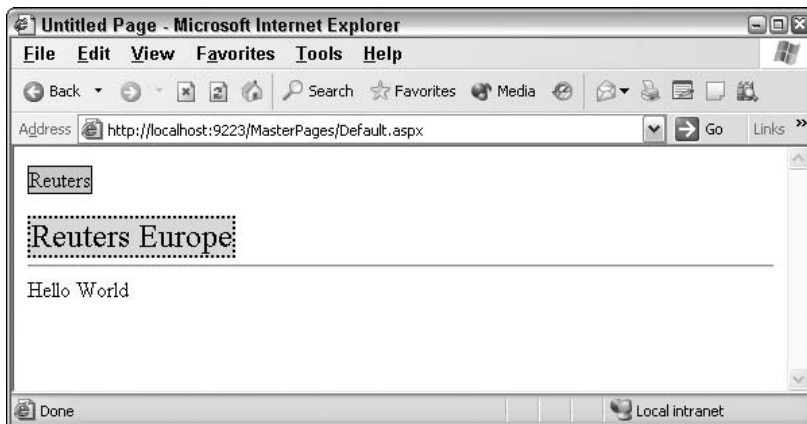 Untitled Page - Microsoft Internet Explorer
File Edit View Favorites Tools Help
Back Search Favorites Media
Address http://localhost:9223/MasterPages/Default.aspx Go Links »
Reuters
Reuters Europe
Hello World
Done Local intranet